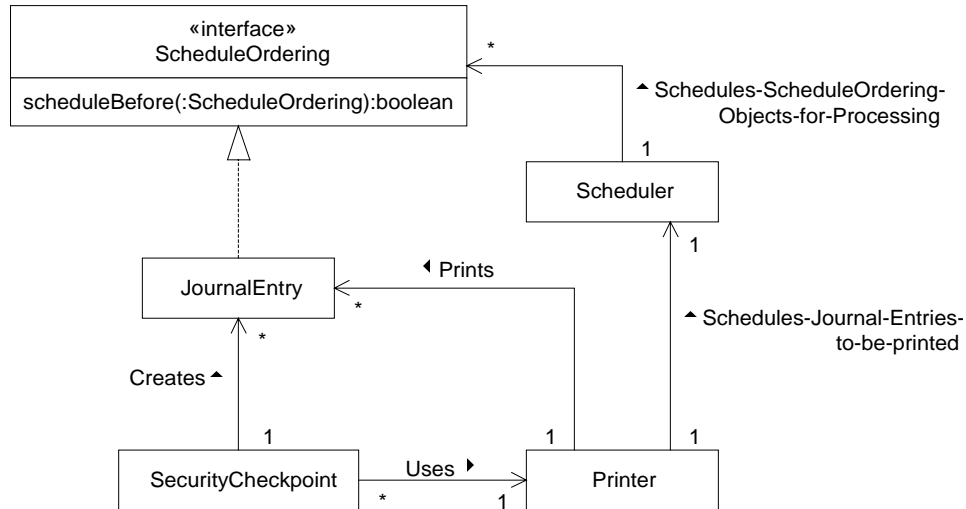 «interface»
ScheduleOrdering
scheduleBefore(:ScheduleOrdering):boolean
*
Schedules-ScheduleOrdering-
Objects-for-Processing
1
Scheduler
1
Prints
JournalEntry
*
*
Schedules-Journal-Entries-
to-be-printed
Creates
1
1
1
SecurityCheckpoint
Uses
Printer
*
1